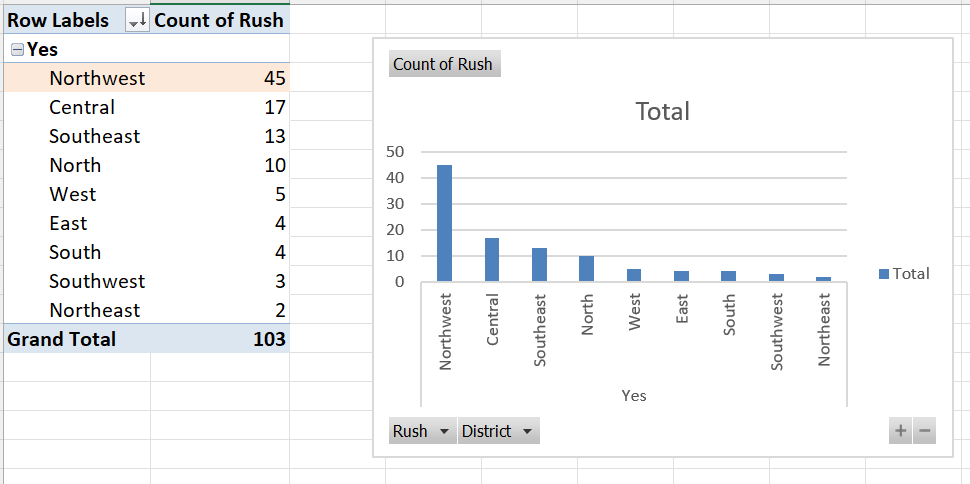 Row Labels Count of Rush
Yes
Northwest 45
Central 17
Southeast 13
North 10
West 5
East 4
South 4
Southwest 3
Northeast 2
Grand Total 103
Count of Rush
Total
50
40
30
20
10
0
Northwest
Central
Southeast
North
West
East
South
Southwest
Northeast
Yes
Total
Rush District